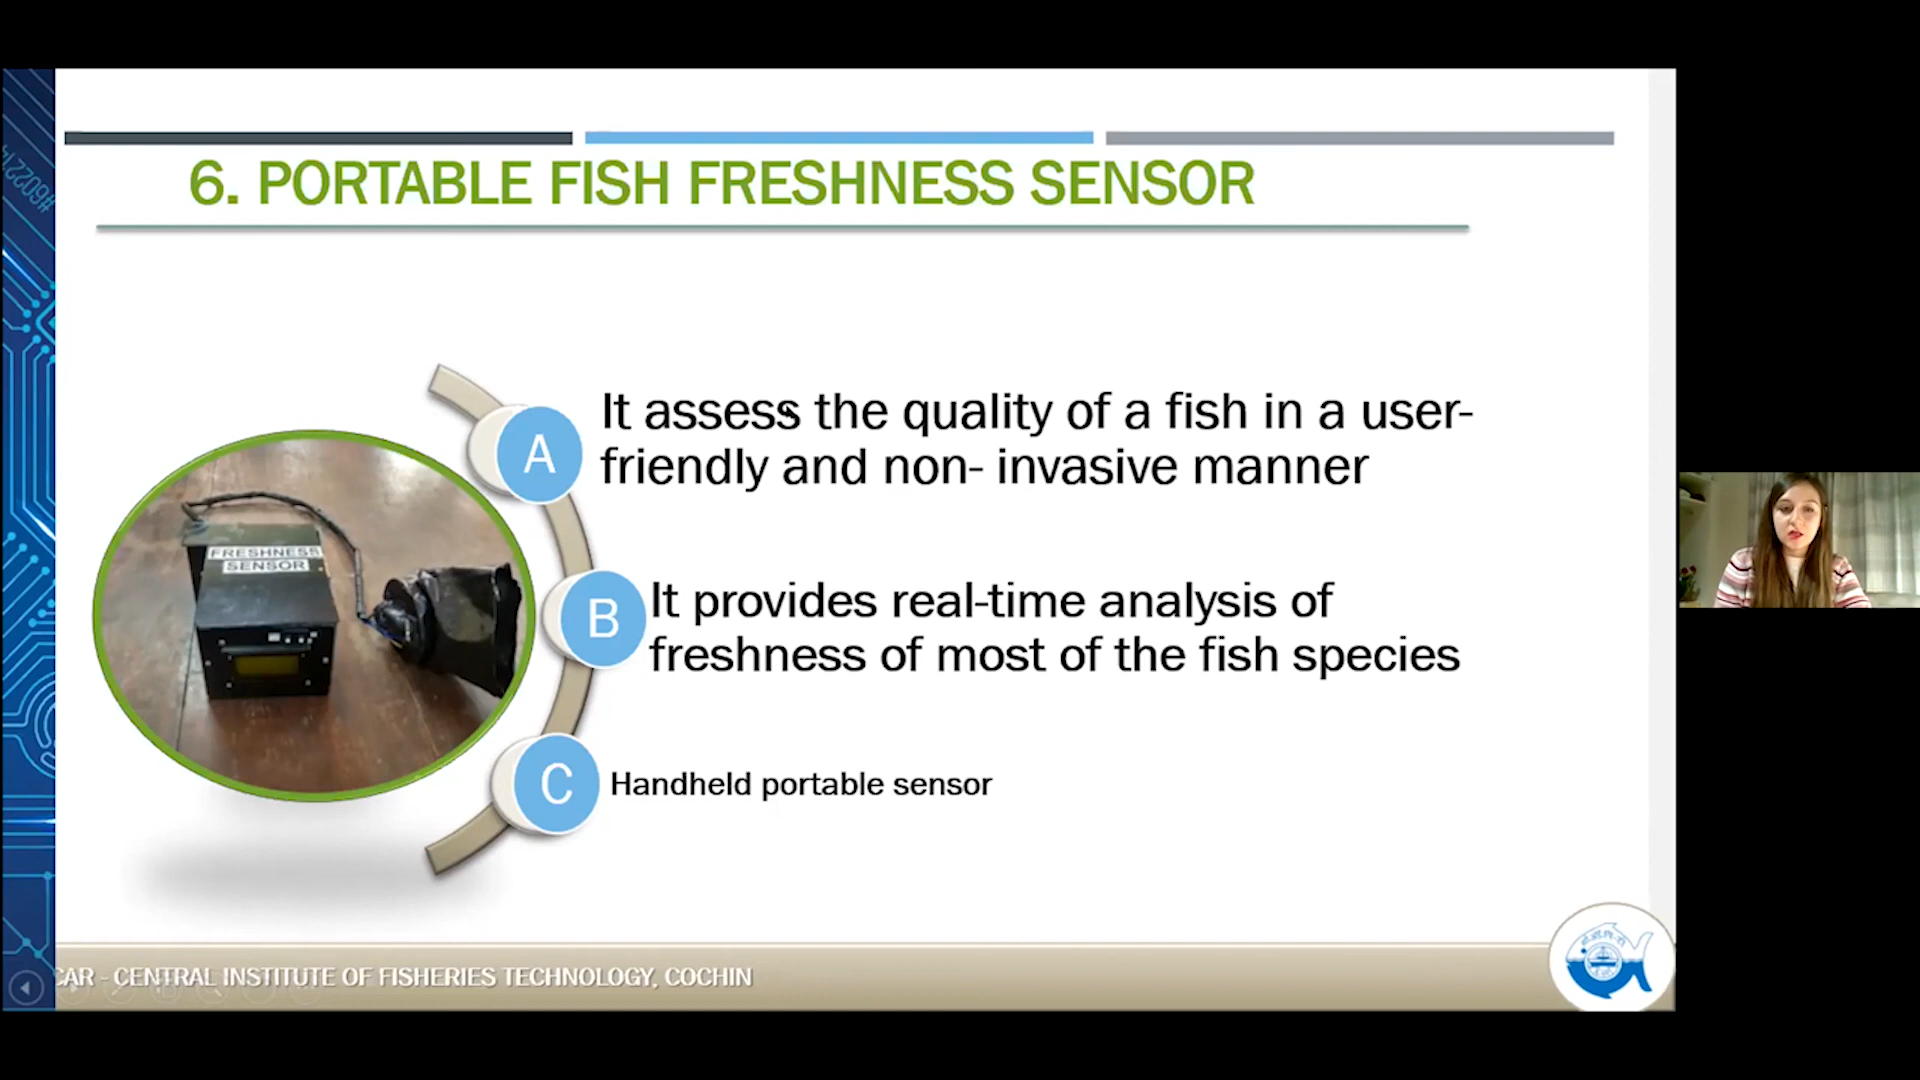 6. PORTABLE FISH FRESHNESS SENSOR
It assess the quality of a fish in a user-
friendly and non- invasive manner
A
FRESHNESS
SENSOR
It provides real-time analysis of
freshness of most of the fish species
B
C
Handheld portable sensor
CAR - CENTRAL INSTITUTE OF FISHERIES TECHNOLOGY, COCHIN